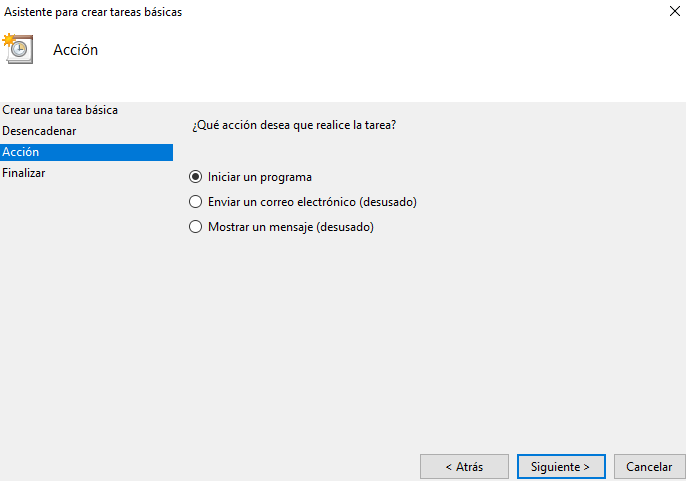 Asistente para crear tareas básicas
Acción
Crear una tarea básica
Desencadenar
Acción
Finalizar
¿Qué acción desea que realice la tarea?
Iniciar un programa
Enviar un correo electrónico (desusado)
Mostrar un mensaje (desusado)
< Atrás
Siguiente >
Cancelar